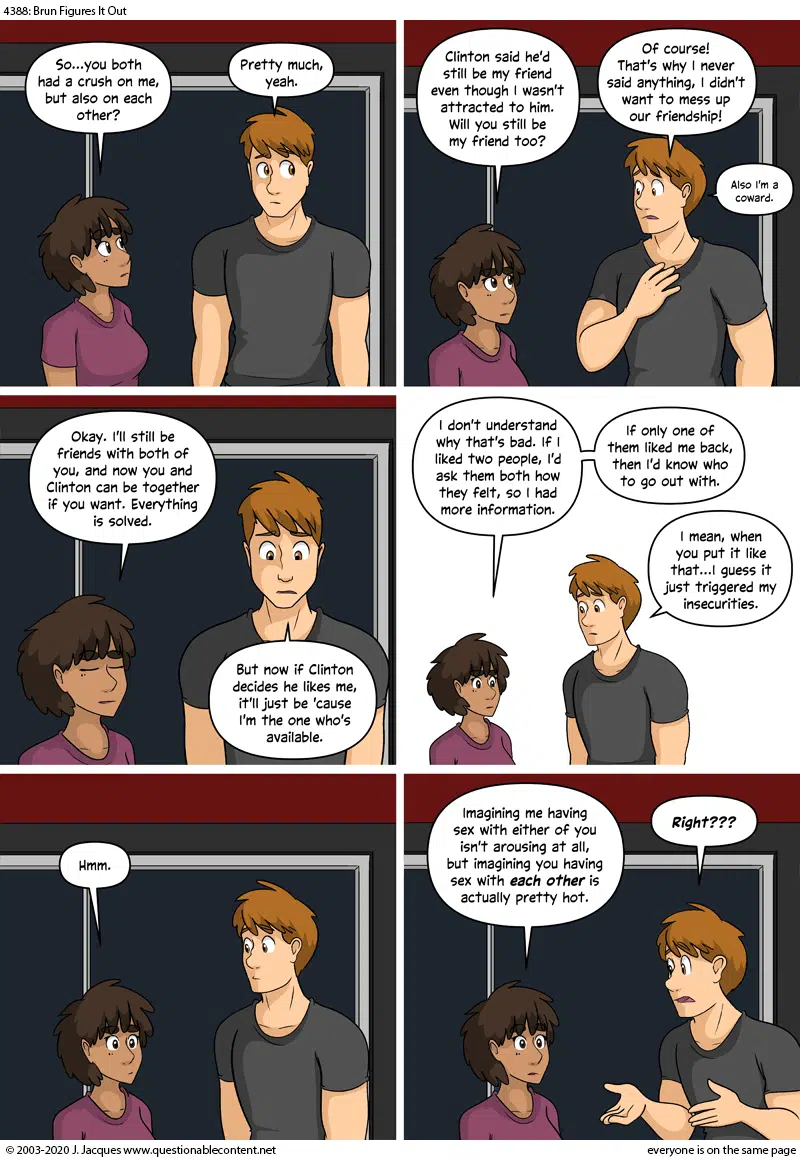 4388: Brun Figures It Out
So...you both
had a crush on me,
but also on each
other?
Pretty much,
yeah.
Clinton said he'd
still be my friend
even though I wasn't
attracted to him.
Will you still be
my friend too?
Of course!
That's why I never
said anything, I didn't
want to mess up
our friendship!
Also I'm a
coward.
Okay. I'll still be
friends with both of
you, and now you and
Clinton can be together
if you want. Everything
is solved.
But now if Clinton
decides he likes me,
it'll just be 'cause
I'm the one who's
available.
I don't understand
why that's bad. If I
liked two people, I'd
ask them both how
they felt, so I had
more information.
If only one of
them liked me back,
then I'd know who
to go out with.
I mean, when
you put it like
that...I guess it
just triggered my
insecurities.
Hmm.
Imagining me having
sex with either of you
isn't arousing at all,
but imagining you having
sex with each other is
actually pretty hot.
Right???
© 2003-2020 J. Jacques www.questionablecontent.net
everyone is on the same page